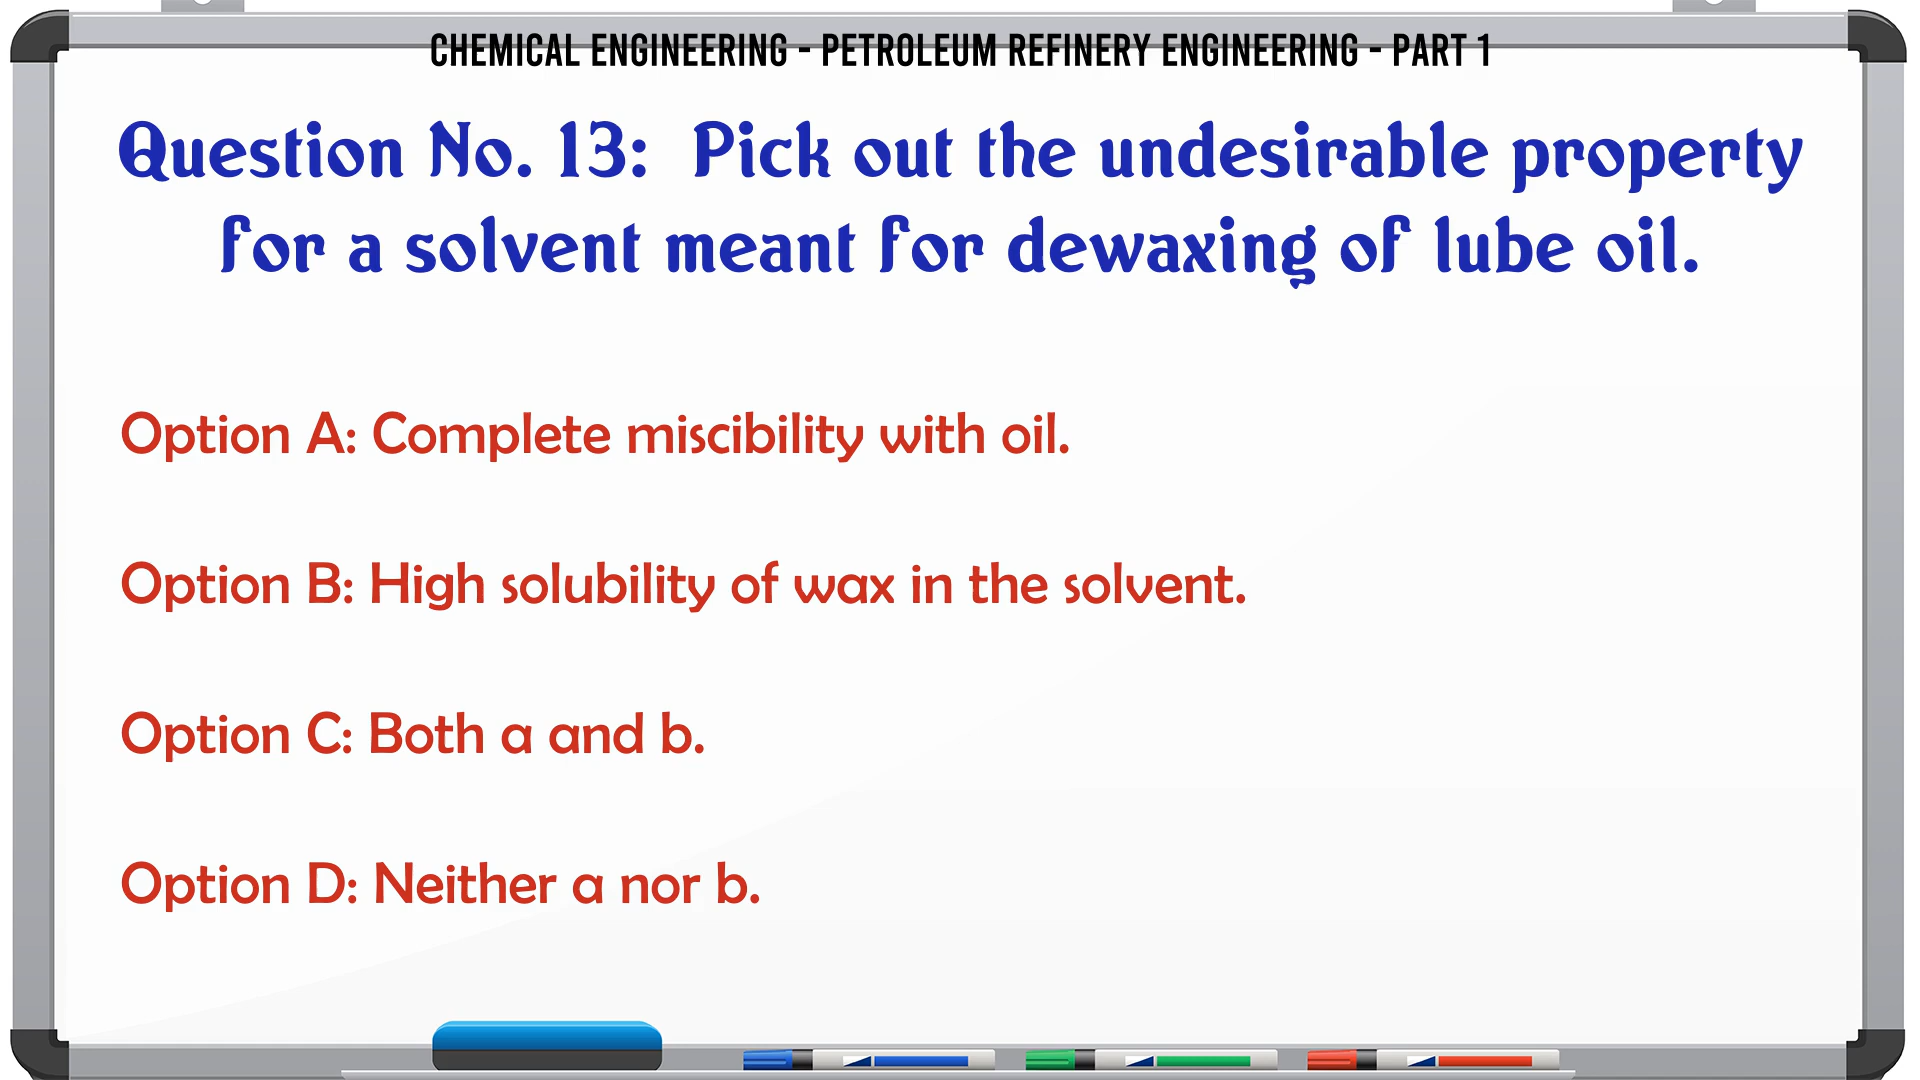 CHEMICAL ENGINEERING - PETROLEUM REFINERY ENGINEERING - PART 1
Question No. 13: Pick out the undesirable property
for a solvent meant for dewaxing of lube oil.
Option A: Complete miscibility with oil.
Option B: High solubility of wax in the solvent.
Option C: Both a and b.
Option D: Neither a nor b.